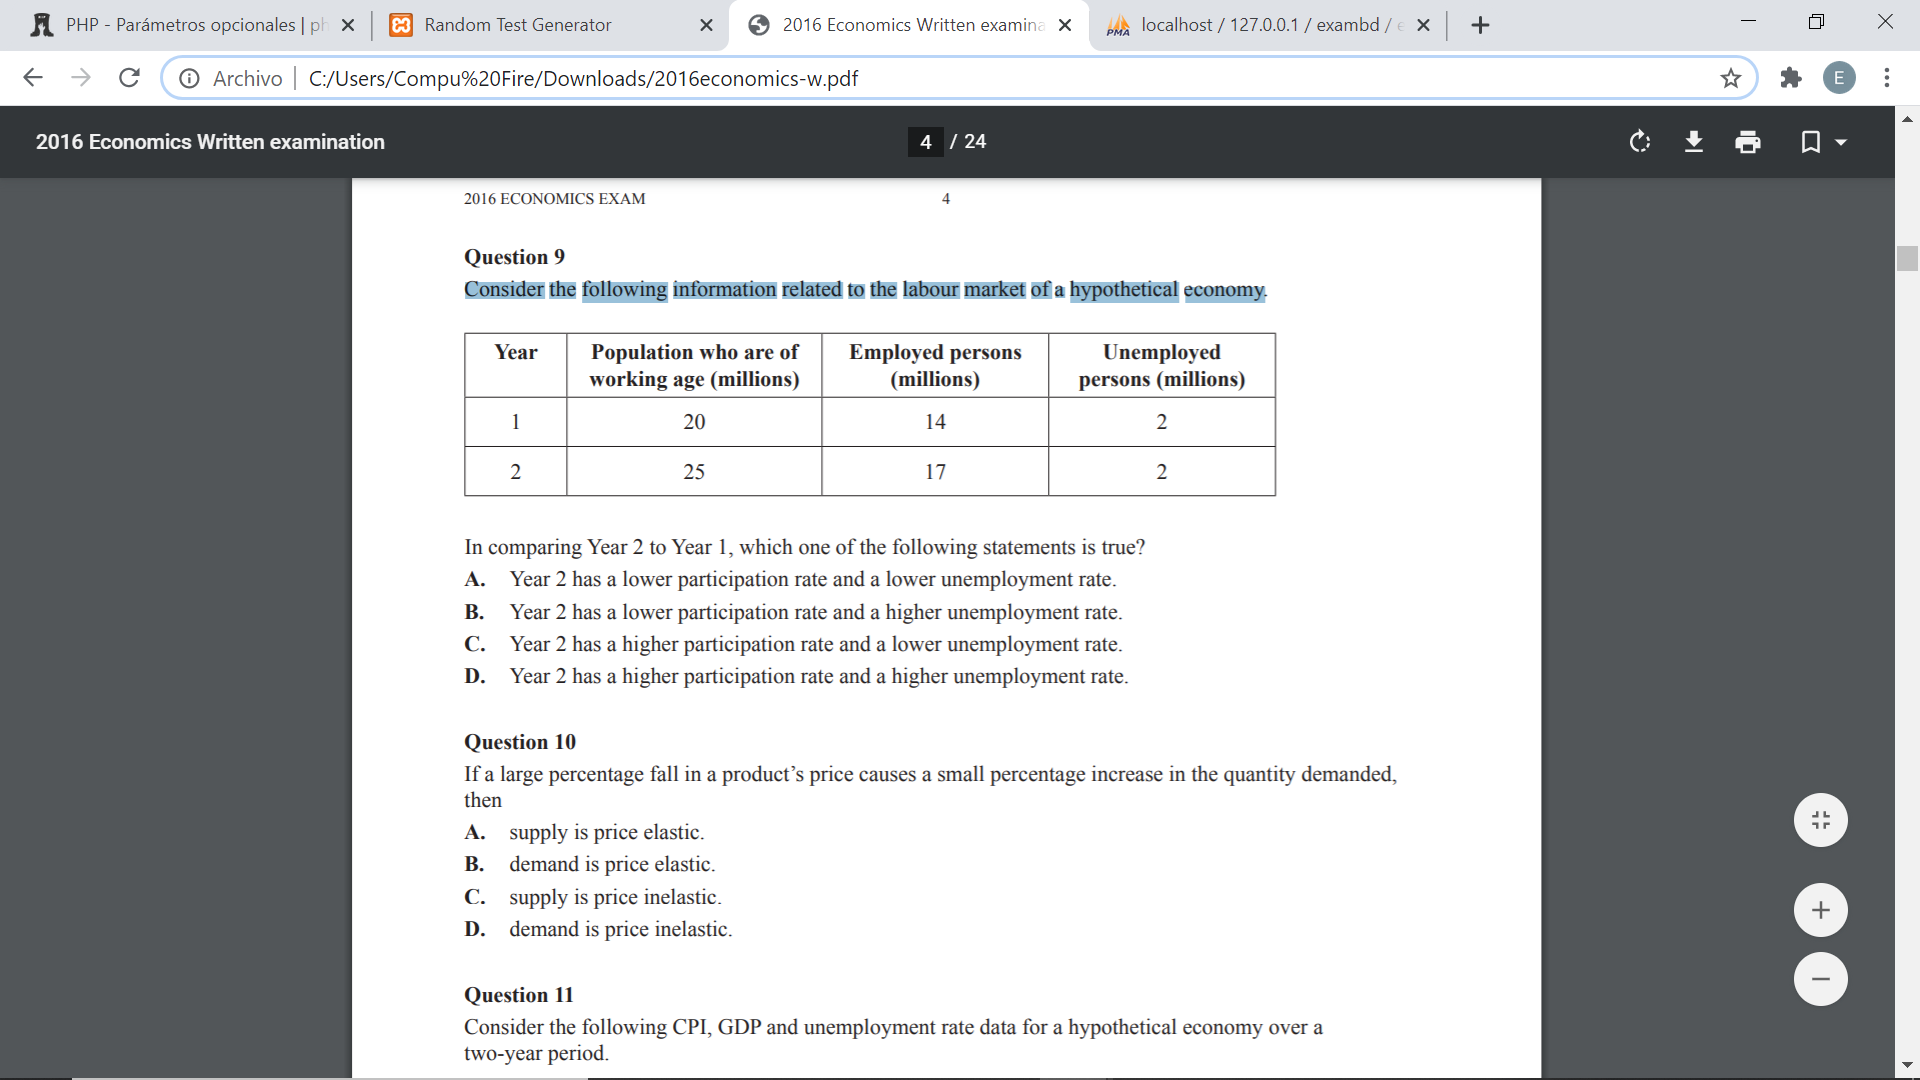 PHP - Parámetros opcionales | ph
Random Test Generator
2016 Economics Written examina
PMA
localhost / 127.0.0.1 / exambd / e
Archivo
C:/Users/Compu%20Fire/Downloads/2016economics-w.pdf
E
2016 Economics Written examination
4 / 24
2016 ECONOMICS EXAM 4
Question 9
Consider the following information related to the labour market of a hypothetical economy.
Year Population who are of Employed persons Unemployed
working age (millions) (millions) persons (millions)
1 20 14 2
2 25 17 2
In comparing Year 2 to Year 1, which one of the following statements is true?
A. Year 2 has a lower participation rate and a lower unemployment rate.
B. Year 2 has a lower participation rate and a higher unemployment rate.
C. Year 2 has a higher participation rate and a lower unemployment rate.
D. Year 2 has a higher participation rate and a higher unemployment rate.
Question 10
If a large percentage fall in a product’s price causes a small percentage increase in the quantity demanded,
then
A. supply is price elastic.
B. demand is price elastic.
C. supply is price inelastic.
D. demand is price inelastic.
Question 11
Consider the following CPI, GDP and unemployment rate data for a hypothetical economy over a
two-year period.